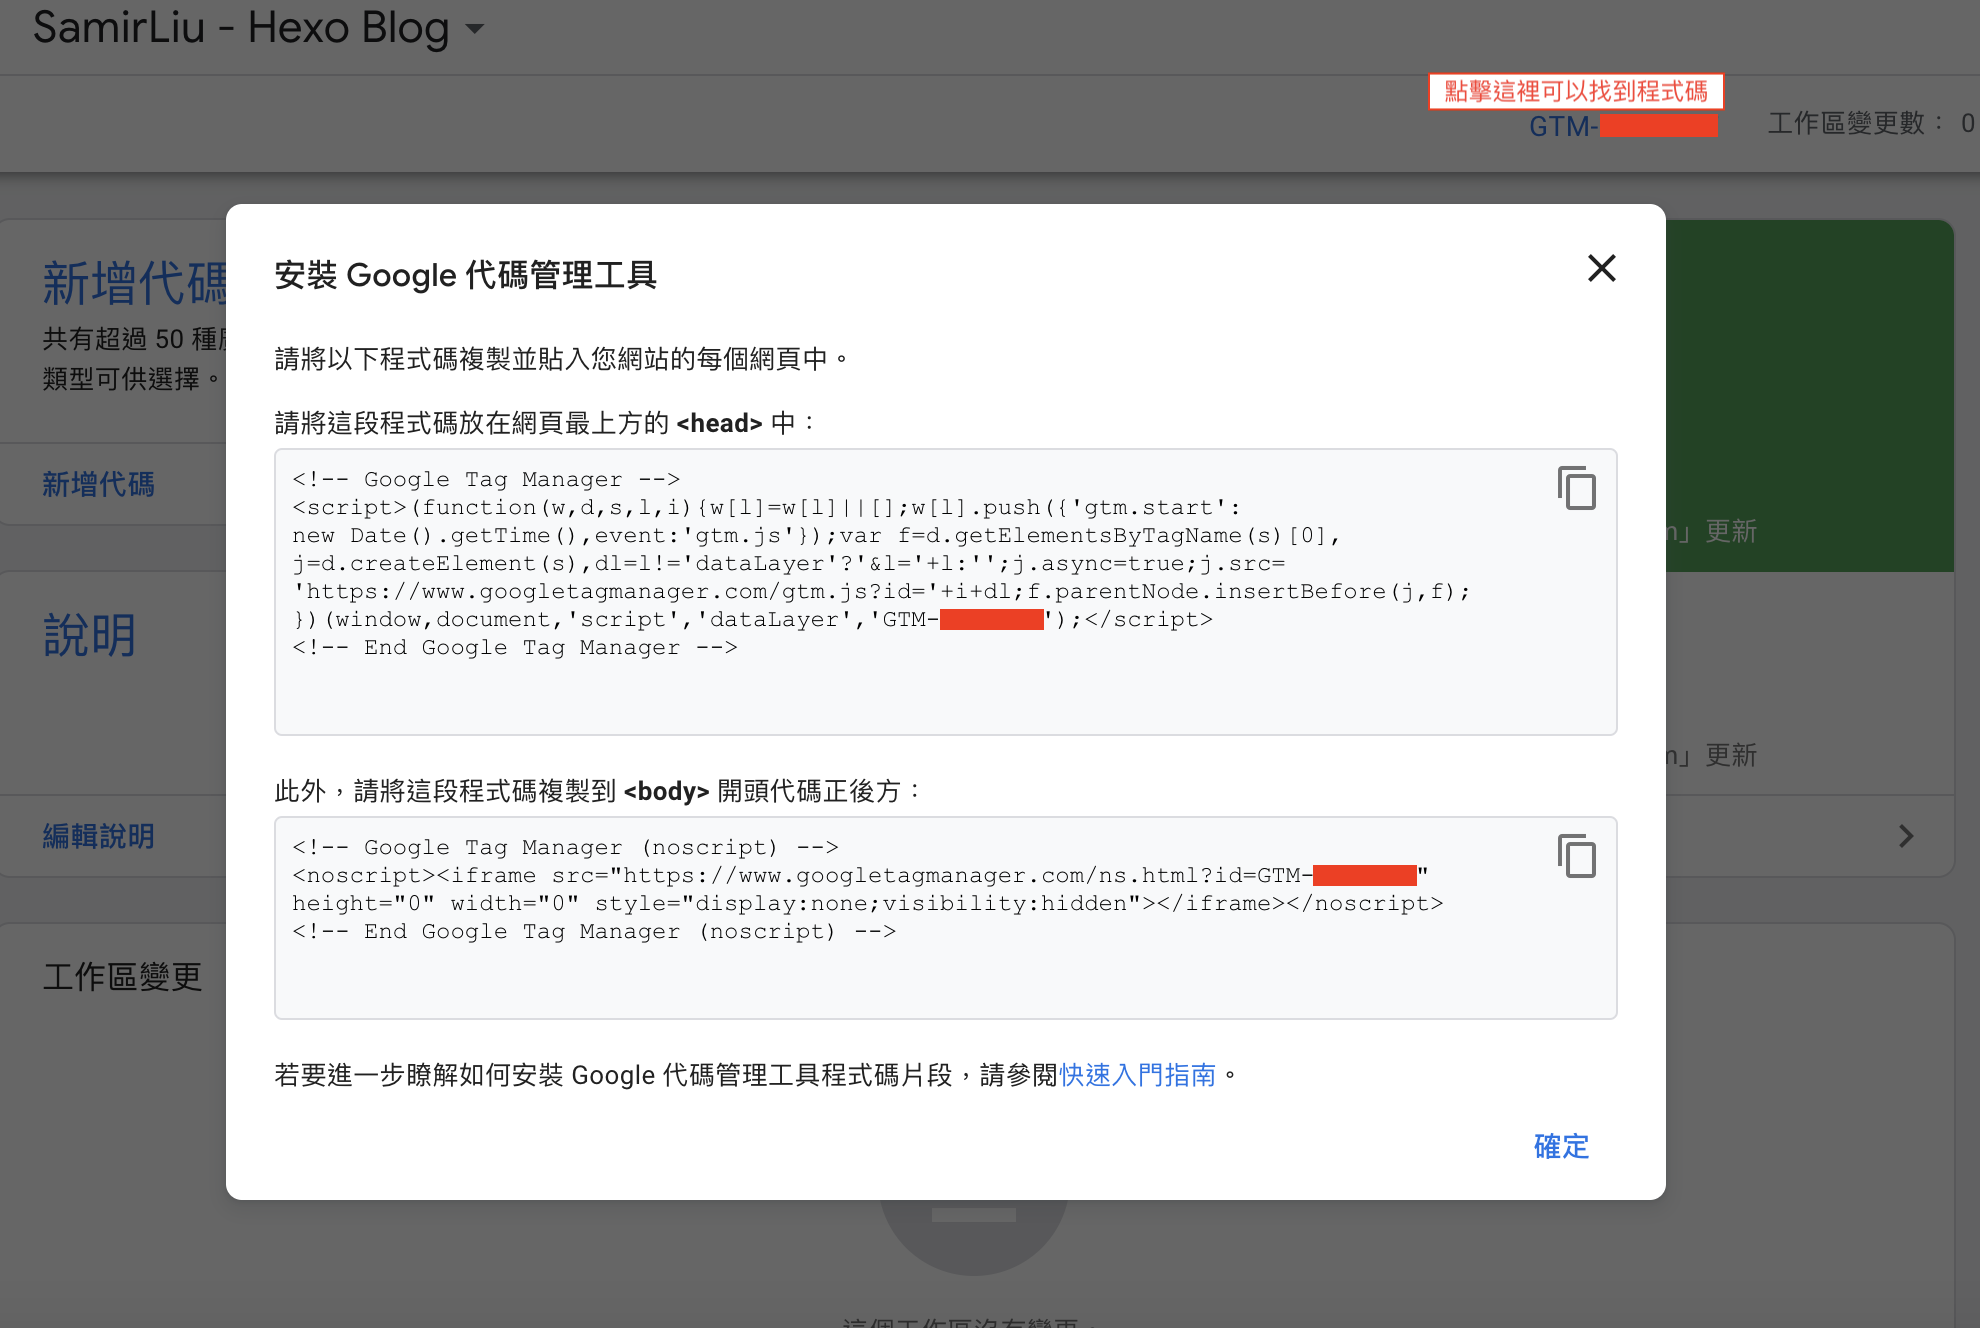 SamirLiu - Hexo Blog
點擊這裡可以找到程式碼
GTM-
工作區變更數： 0
新增代碼
共有超過 50 種
類型可供選擇。
新增代碼
說明
編輯說明
工作區變更
」更新
」更新
安裝 Google 代碼管理工具
請將以下程式碼複製並貼入您網站的每個網頁中。
請將這段程式碼放在網頁最上方的 <head> 中：
<!-- Google Tag Manager -->
<script>(function(w,d,s,l,i){w[l]=w[l]||[];w[l].push({'gtm.start':
new Date().getTime(),event:'gtm.js'});var f=d.getElementsByTagName(s)[0],
j=d.createElement(s),dl=l!='dataLayer'?'&l='+l:'';j.async=true;j.src=
'https://www.googletagmanager.com/gtm.js?id='+i+dl;f.parentNode.insertBefore(j,f);
})(window,document,'script','dataLayer','GTM-');</script>
<!-- End Google Tag Manager -->
此外，請將這段程式碼複製到 <body> 開頭代碼正後方：
<!-- Google Tag Manager (noscript) -->
<noscript><iframe src="https://www.googletagmanager.com/ns.html?id=GTM-"
height="0" width="0" style="display:none;visibility:hidden"></iframe></noscript>
<!-- End Google Tag Manager (noscript) -->
若要進一步瞭解如何安裝 Google 代碼管理工具程式碼片段，請參閱快速入門指南。
確定
這個工作區沒有變更。